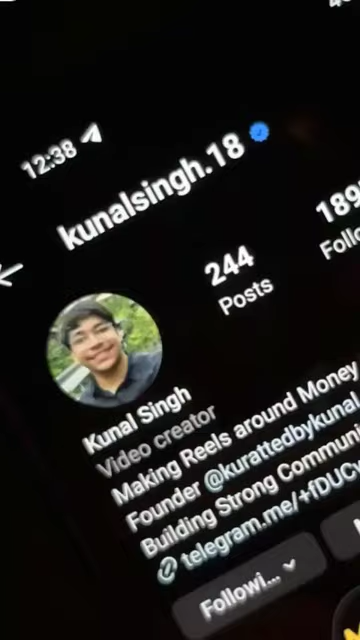 12:38
kunalsingh.18
244
Posts
189
Follo
Kunal Singh
Video creator
Making Reels around Money
Founder @kurattedbykunal
Building Strong Communi
telegram.me/+fDUCv
Followi...